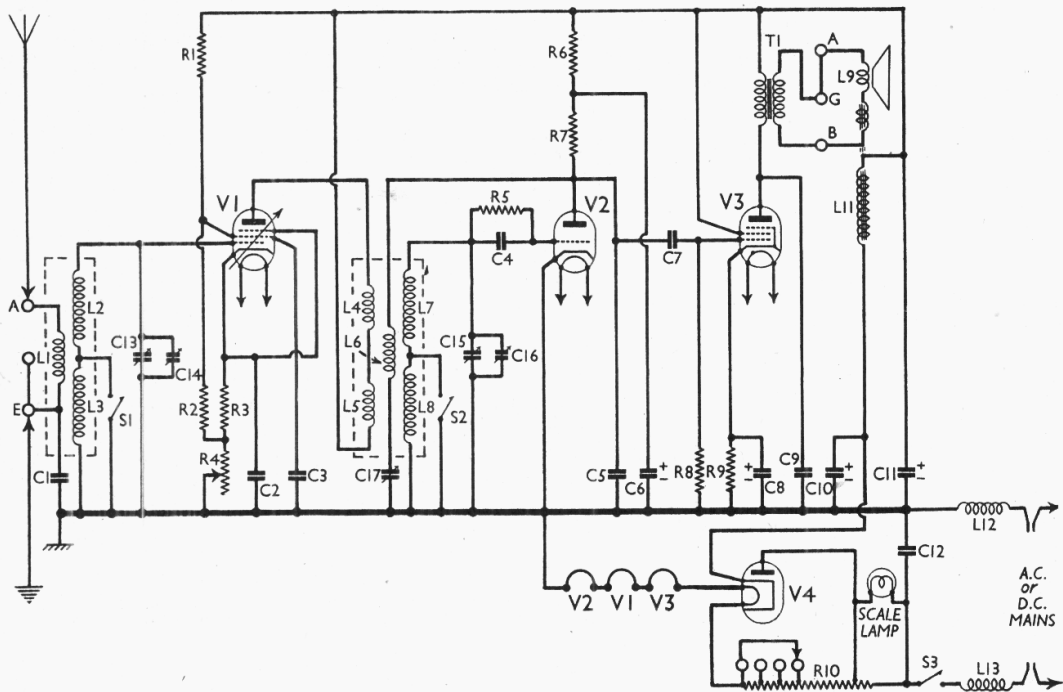 R1
R6
T1
A
L9
G
R7
B
V1
R5
V2
V3
L11
C4
C7
L2
A
L4
L7
C13
C14
L1
L6
C15
C16
E
L3
S1
R2
R3
L5
L8
S2
R4
C1
C2
C3
C17
C5
C6
+
–
R8
R9
+
–
C8
C9
C10
+
–
C11
+
–
L12
C12
V2
V1
V3
V4
SCALE
LAMP
A.C.
or
D.C.
MAINS
R10
S3
L13